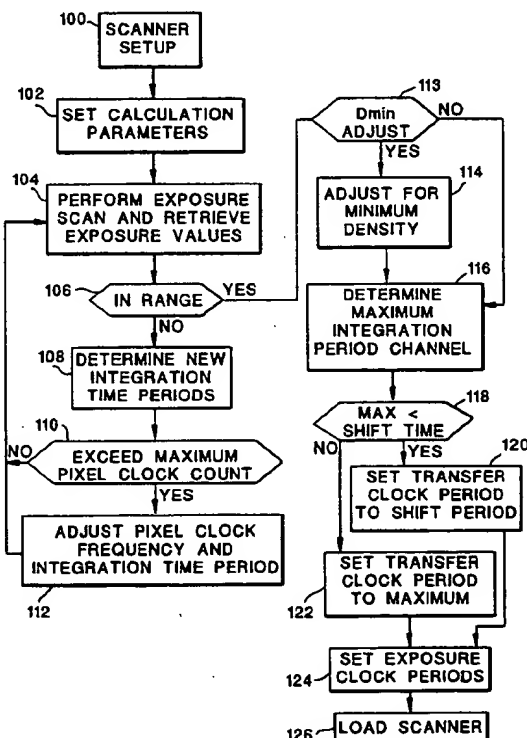 100
SCANNER
SETUP
102
SET CALCULATION
PARAMETERS
104
PERFORM EXPOSURE
SCAN AND RETRIEVE
EXPOSURE VALUES
106
IN RANGE
YES
NO
108
DETERMINE NEW
INTEGRATION
TIME PERIODS
110
NO
EXCEED MAXIMUM
PIXEL CLOCK COUNT
YES
ADJUST PIXEL CLOCK
FREQUENCY AND
INTEGRATION TIME PERIOD
112
113
Dmin
ADJUST
NO
YES
114
ADJUST FOR
MINIMUM
DENSITY
116
DETERMINE
MAXIMUM
INTEGRATION
PERIOD CHANNEL
118
MAX <
SHIFT TIME
NO
YES
120
SET TRANSFER
CLOCK PERIOD
TO SHIFT PERIOD
SET TRANSFER
CLOCK PERIOD
TO MAXIMUM
122
SET EXPOSURE
CLOCK PERIODS
124
LOAD SCANNER
126